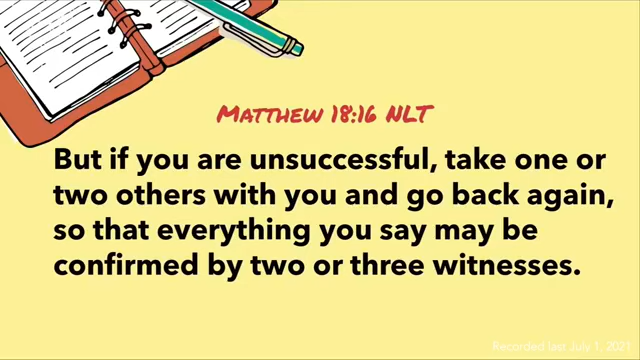 Matthew 18:16 NLT
But if you are unsuccessful, take one or
two others with you and go back again,
so that everything you say may be
confirmed by two or three witnesses.
Recorded last July 1, 2021